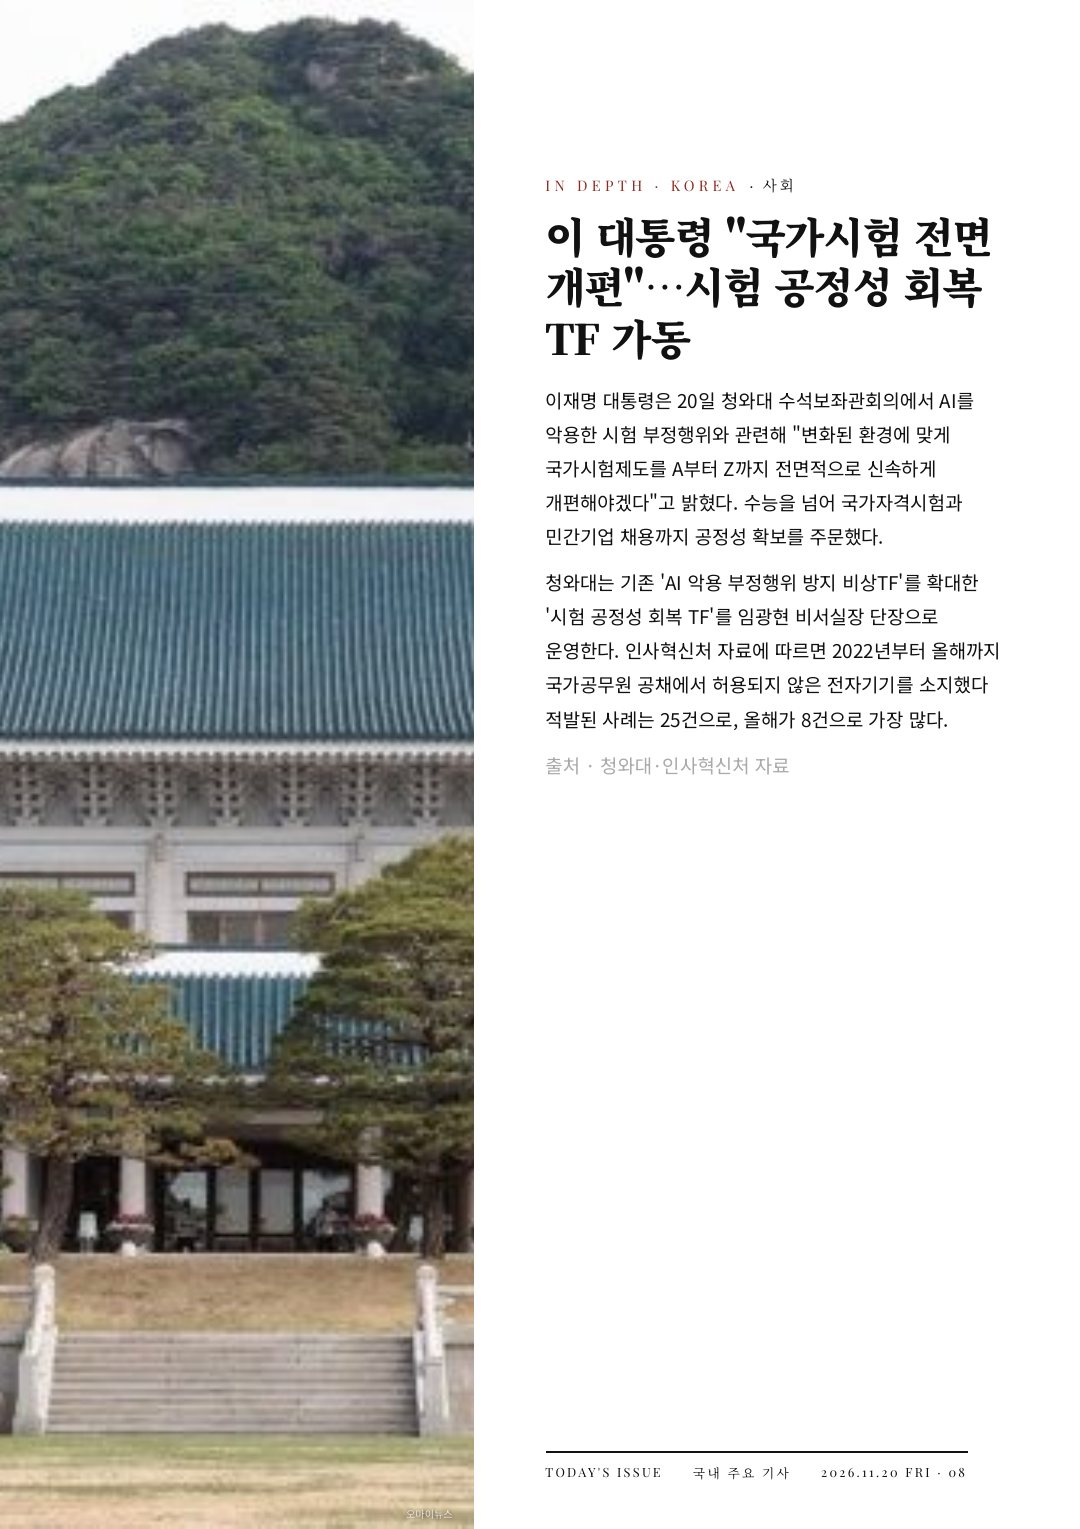 IN DEPTH · KOREA · 사회
이 대통령 "국가시험 전면
개편"…시험 공정성 회복
TF 가동
이재명 대통령은 20일 청와대 수석보좌관회의에서 AI를
악용한 시험 부정행위와 관련해 "변화된 환경에 맞게
국가시험제도를 A부터 Z까지 전면적으로 신속하게
개편해야겠다"고 밝혔다. 수능을 넘어 국가자격시험과
민간기업 채용까지 공정성 확보를 주문했다.
청와대는 기존 'AI 악용 부정행위 방지 비상TF'를 확대한
'시험 공정성 회복 TF'를 임광현 비서실장 단장으로
운영한다. 인사혁신처 자료에 따르면 2022년부터 올해까지
국가공무원 공채에서 허용되지 않은 전자기기를 소지했다
적발된 사례는 25건으로, 올해가 8건으로 가장 많다.
출처 · 청와대·인사혁신처 자료
오마이뉴스
TODAY'S ISSUE 국내 주요 기사 2026.11.20 FRI · 08